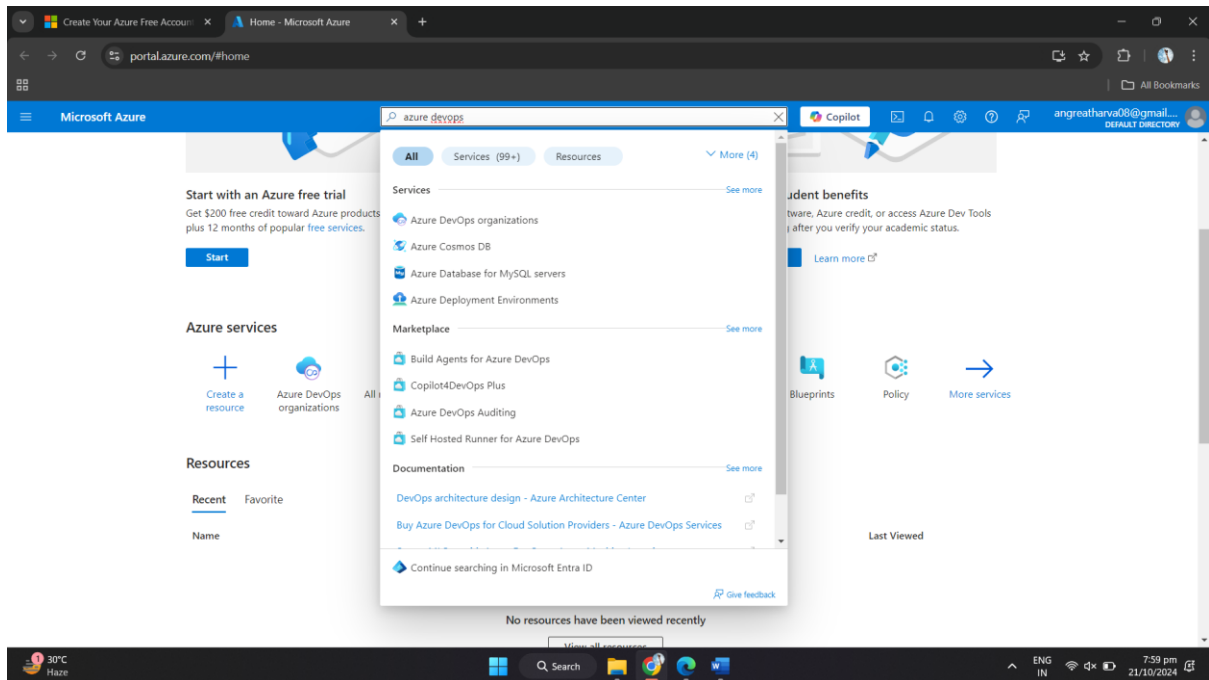 Create Your Azure Free Accoun
Home - Microsoft Azure
portal.azure.com/#home
All Bookmarks
Microsoft Azure
azure devops
Copilot
angreatharva08@gmail....
DEFAULT DIRECTORY
All
Services (99+)
Resources
More (4)
Services
See more
Azure DevOps organizations
Azure Cosmos DB
Azure Database for MySQL servers
Azure Deployment Environments
Marketplace
See more
Build Agents for Azure DevOps
Copilot4DevOps Plus
Azure DevOps Auditing
Self Hosted Runner for Azure DevOps
Documentation
See more
DevOps architecture design - Azure Architecture Center
Buy Azure DevOps for Cloud Solution Providers - Azure DevOps Services
Continue searching in Microsoft Entra ID
Give feedback
Start with an Azure free trial
Get $200 free credit toward Azure products
plus 12 months of popular free services.
Start
udent benefits
tware, Azure credit, or access Azure Dev Tools
after you verify your academic status.
Learn more
Azure services
Create a
resource
Azure DevOps
organizations
All
Blueprints
Policy
More services
Resources
Recent
Favorite
Name
Last Viewed
No resources have been viewed recently
View all resources
1
30°C
Haze
Search
ENG
IN
7:59 pm
21/10/2024